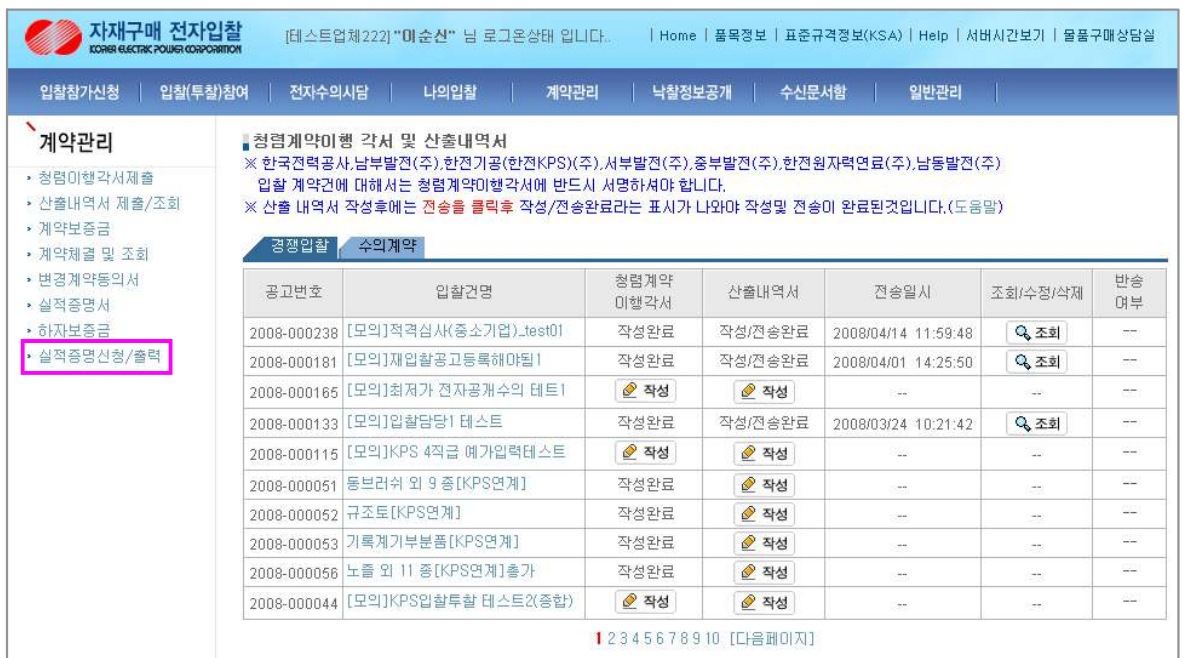 자재구매 전자입찰
KOREA ELECTRIC POWER CORPORATION
[테스트업체222] "이순신" 님 로그온상태 입니다..
| Home | 품목정보 | 표준규격정보(KSA) | Help | 서버시간보기 | 물품구매상담실
입찰참가신청 | 입찰(투찰)참여 | 전자수의시담 | 나의입찰 | 계약관리 | 낙찰정보공개 | 수신문서함 | 일반관리 |
계약관리
청렴이행각서제출
산출내역서 제출/조회
계약보증금
계약체결 및 조회
변경계약동의서
실적증명서
하자보증금
실적증명신청/출력
청렴계약이행 각서 및 산출내역서
※ 한국전력공사,남부발전(주),한전기공(한전KPS)(주),서부발전(주),중부발전(주),한전원자력연료(주),남동발전(주)
입찰 계약건에 대해서는 청렴계약이행각서에 반드시 서명하셔야 합니다.
※ 산출 내역서 작성후에는 전송을 클릭후 작성/전송완료라는 표시가 나와야 작성및 전송이 완료된것입니다.(도움말)
경쟁입찰 수의계약
공고번호 입찰건명 청렴계약 이행각서 산출내역서 전송일시 조회/수정/삭제 반송 여부
2008-000238 [모의]적격심사(중소기업)_test01 작성완료 작성/전송완료 2008/04/14 11:59:48 조회 --
2008-000181 [모의]재입찰공고등록해야됨1 작성완료 작성/전송완료 2008/04/01 14:25:50 조회 --
2008-000165 [모의]최저가 전자공개수의 테트1 작성 작성 -- -- --
2008-000133 [모의]입찰담당1 테스트 작성완료 작성/전송완료 2008/03/24 10:21:42 조회 --
2008-000115 [모의]KPS 4직급 예가입력테스트 작성 작성 -- -- --
2008-000051 동브러쉬 외 9 종[KPS연계] 작성완료 작성 -- -- --
2008-000052 규조토[KPS연계] 작성완료 작성 -- -- --
2008-000053 기록계기부분품[KPS연계] 작성완료 작성 -- -- --
2008-000056 노즐 외 11 종[KPS연계]총가 작성완료 작성 -- -- --
2008-000044 [모의]KPS입찰투찰 테스트2(종합) 작성 작성 -- -- --
1 2 3 4 5 6 7 8 9 10 [다음페이지]